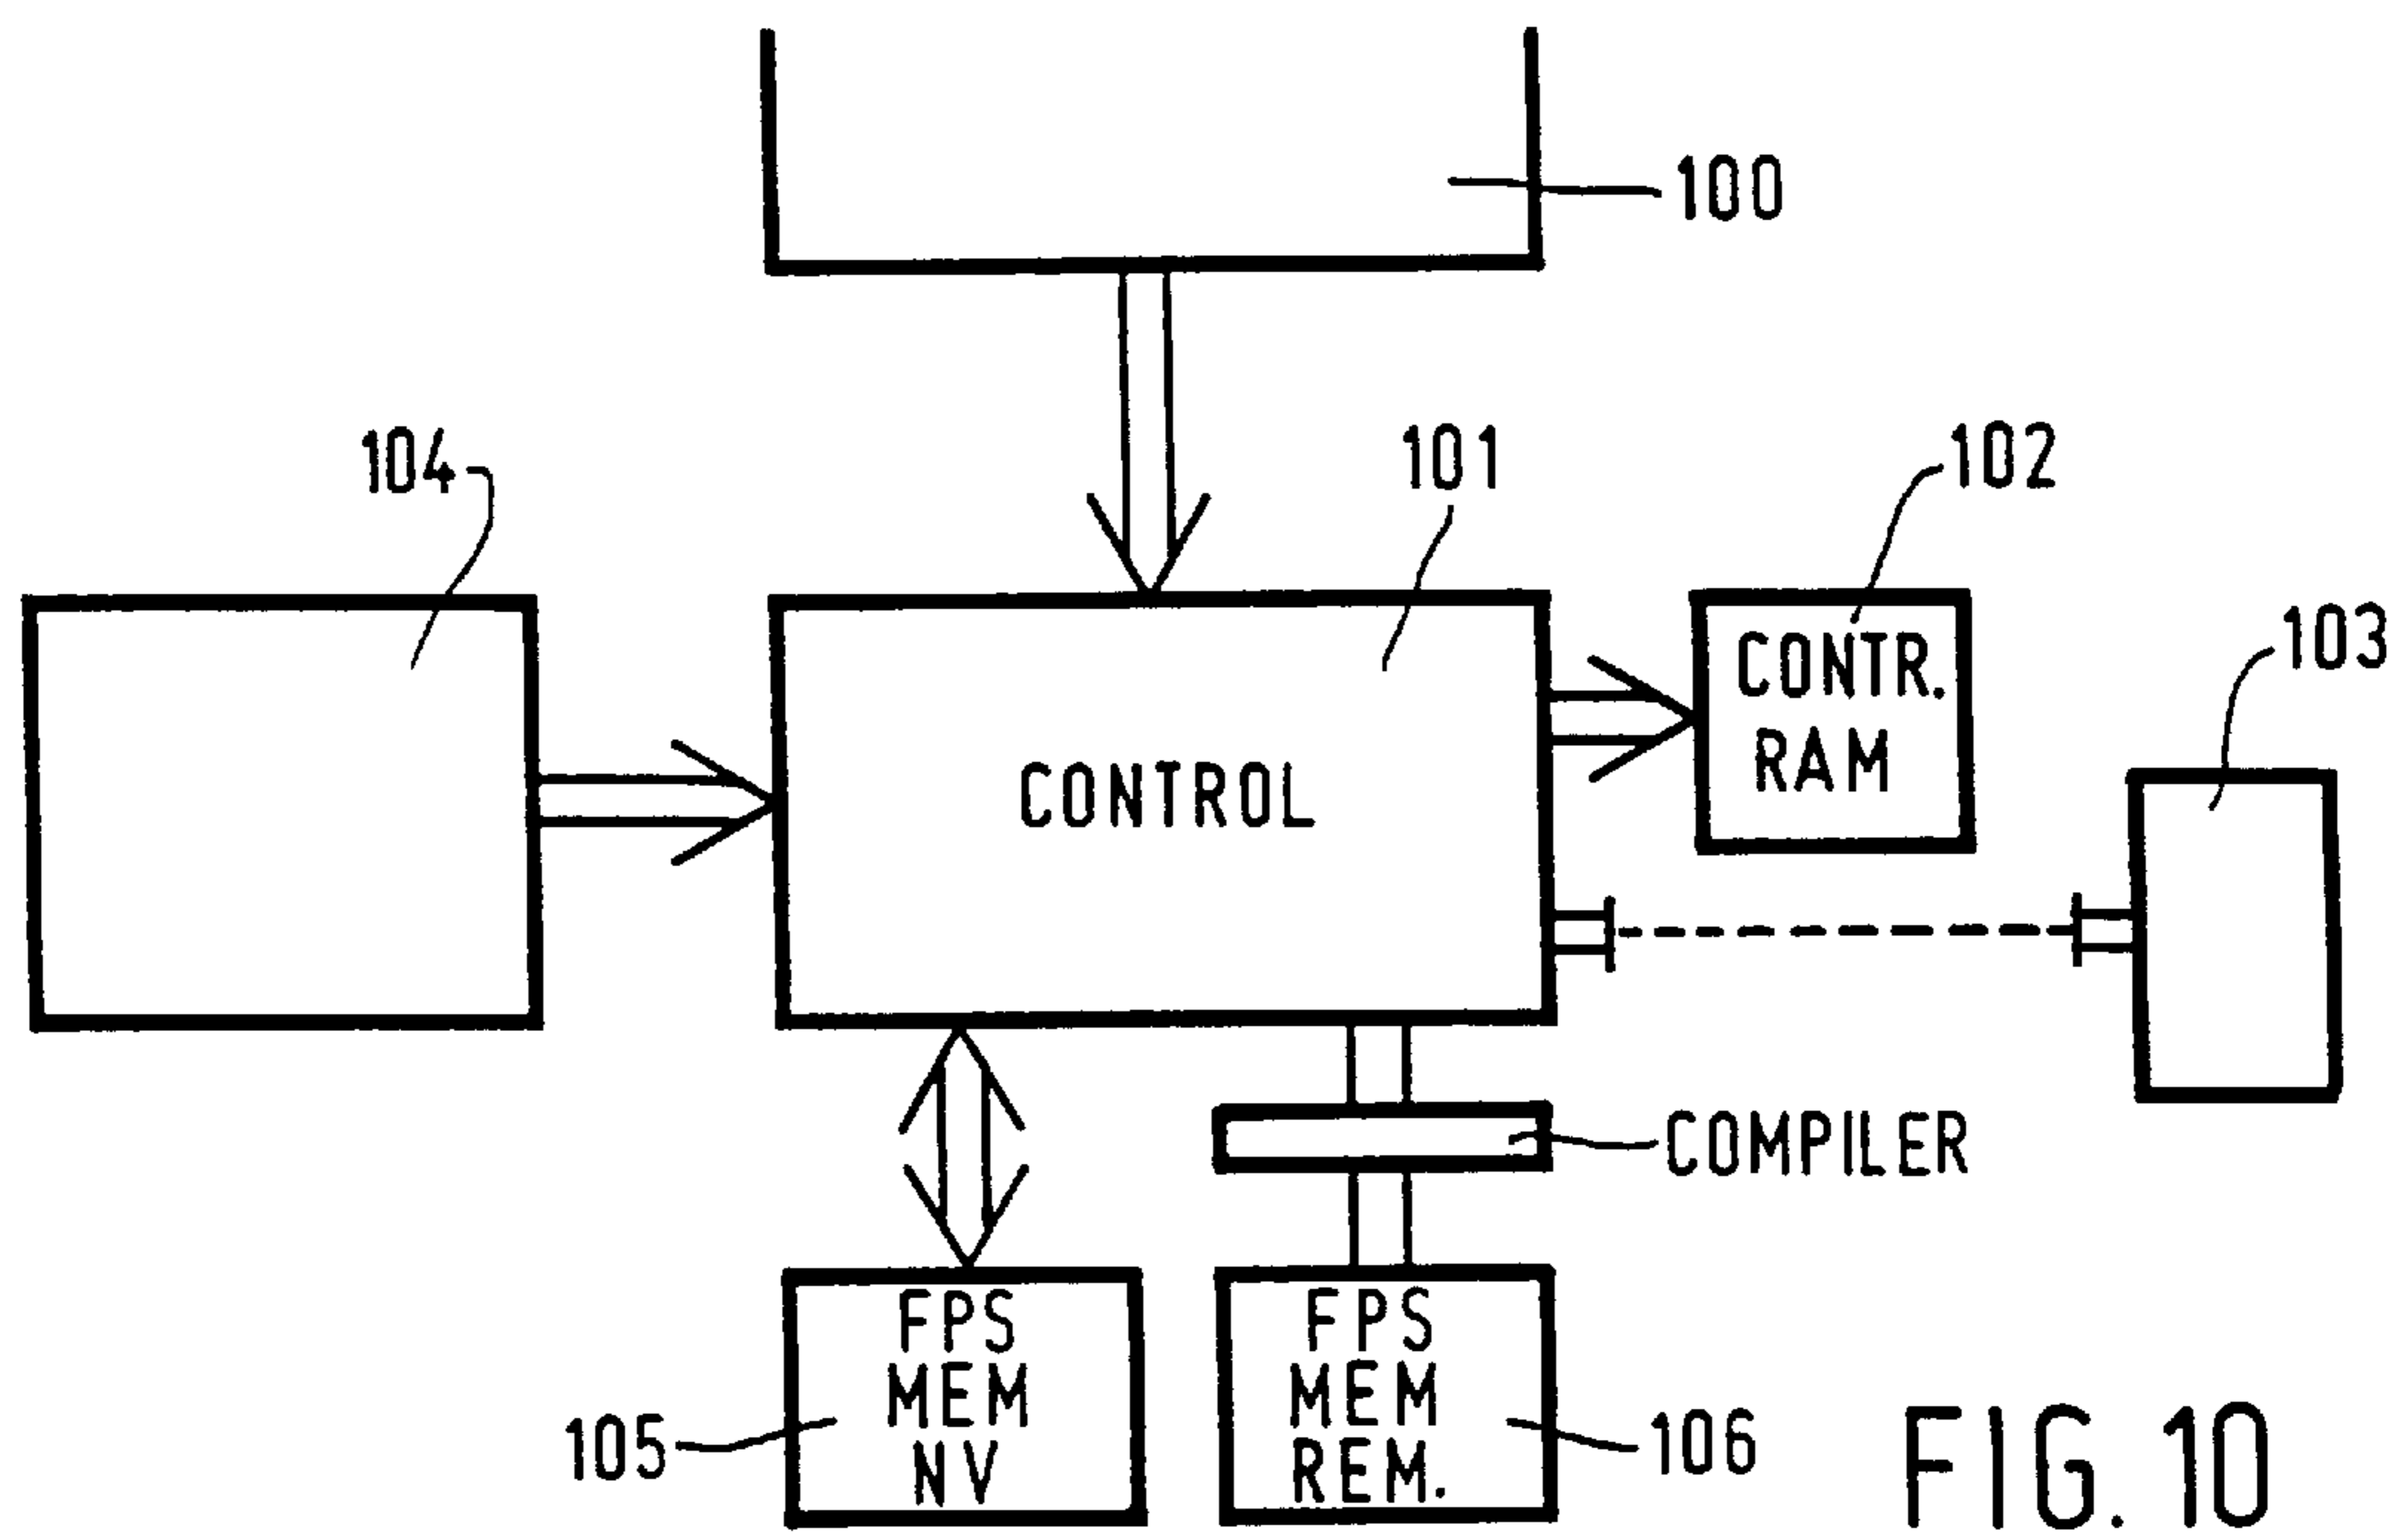 100
104
101
102
CONTR.
RAM
103
CONTROL
COMPILER
FPS
MEM
NV
FPS
MEM
REM.
105
106
FIG. 10